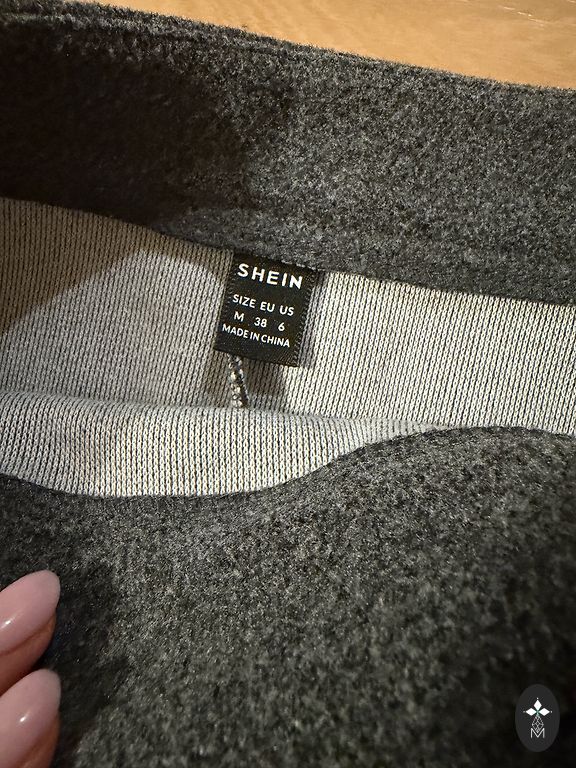 SHEIN
SIZE EU US
M 38 6
MADE IN CHINA